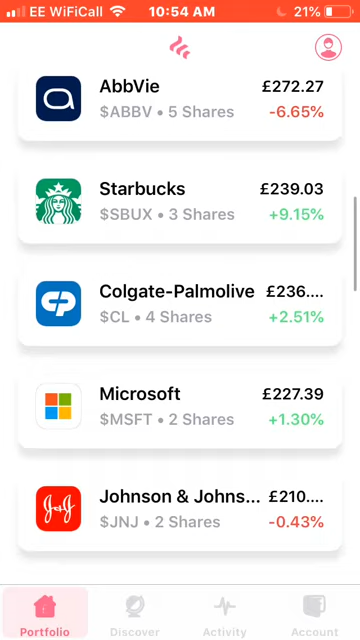 EE WiFiCall 10:54 AM 21%
AbbVie £272.27
$ABBV • 5 Shares -6.65%
Starbucks £239.03
$SBUX • 3 Shares +9.15%
Colgate-Palmolive £236....
$CL • 4 Shares +2.51%
Microsoft £227.39
$MSFT • 2 Shares +1.30%
Johnson & Johns... £210....
$JNJ • 2 Shares -0.43%
Portfolio Discover Activity Account